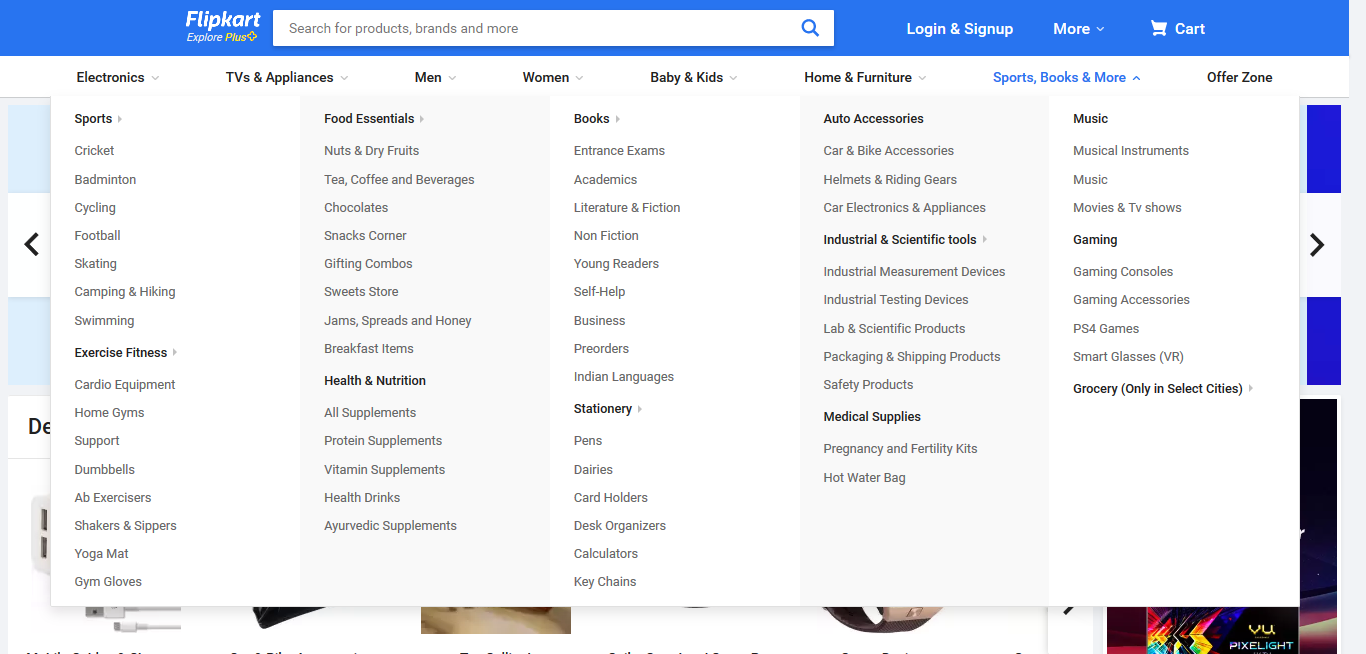 Flipkart
Explore Plus
Search for products, brands and more
Login & Signup
More
Cart
Electronics
TVs & Appliances
Men
Women
Baby & Kids
Home & Furniture
Sports, Books & More
Offer Zone
Sports
Cricket
Badminton
Cycling
Football
Skating
Camping & Hiking
Swimming
Exercise Fitness
Cardio Equipment
Home Gyms
Support
Dumbbells
Ab Exercisers
Shakers & Sippers
Yoga Mat
Gym Gloves
Food Essentials
Nuts & Dry Fruits
Tea, Coffee and Beverages
Chocolates
Snacks Corner
Gifting Combos
Sweets Store
Jams, Spreads and Honey
Breakfast Items
Health & Nutrition
All Supplements
Protein Supplements
Vitamin Supplements
Health Drinks
Ayurvedic Supplements
Books
Entrance Exams
Academics
Literature & Fiction
Non Fiction
Young Readers
Self-Help
Business
Preorders
Indian Languages
Stationery
Pens
Dairies
Card Holders
Desk Organizers
Calculators
Key Chains
Auto Accessories
Car & Bike Accessories
Helmets & Riding Gears
Car Electronics & Appliances
Industrial & Scientific tools
Industrial Measurement Devices
Industrial Testing Devices
Lab & Scientific Products
Packaging & Shipping Products
Safety Products
Medical Supplies
Pregnancy and Fertility Kits
Hot Water Bag
Music
Musical Instruments
Music
Movies & Tv shows
Gaming
Gaming Consoles
Gaming Accessories
PS4 Games
Smart Glasses (VR)
Grocery (Only in Select Cities)
De
VU
PIXELIGHT